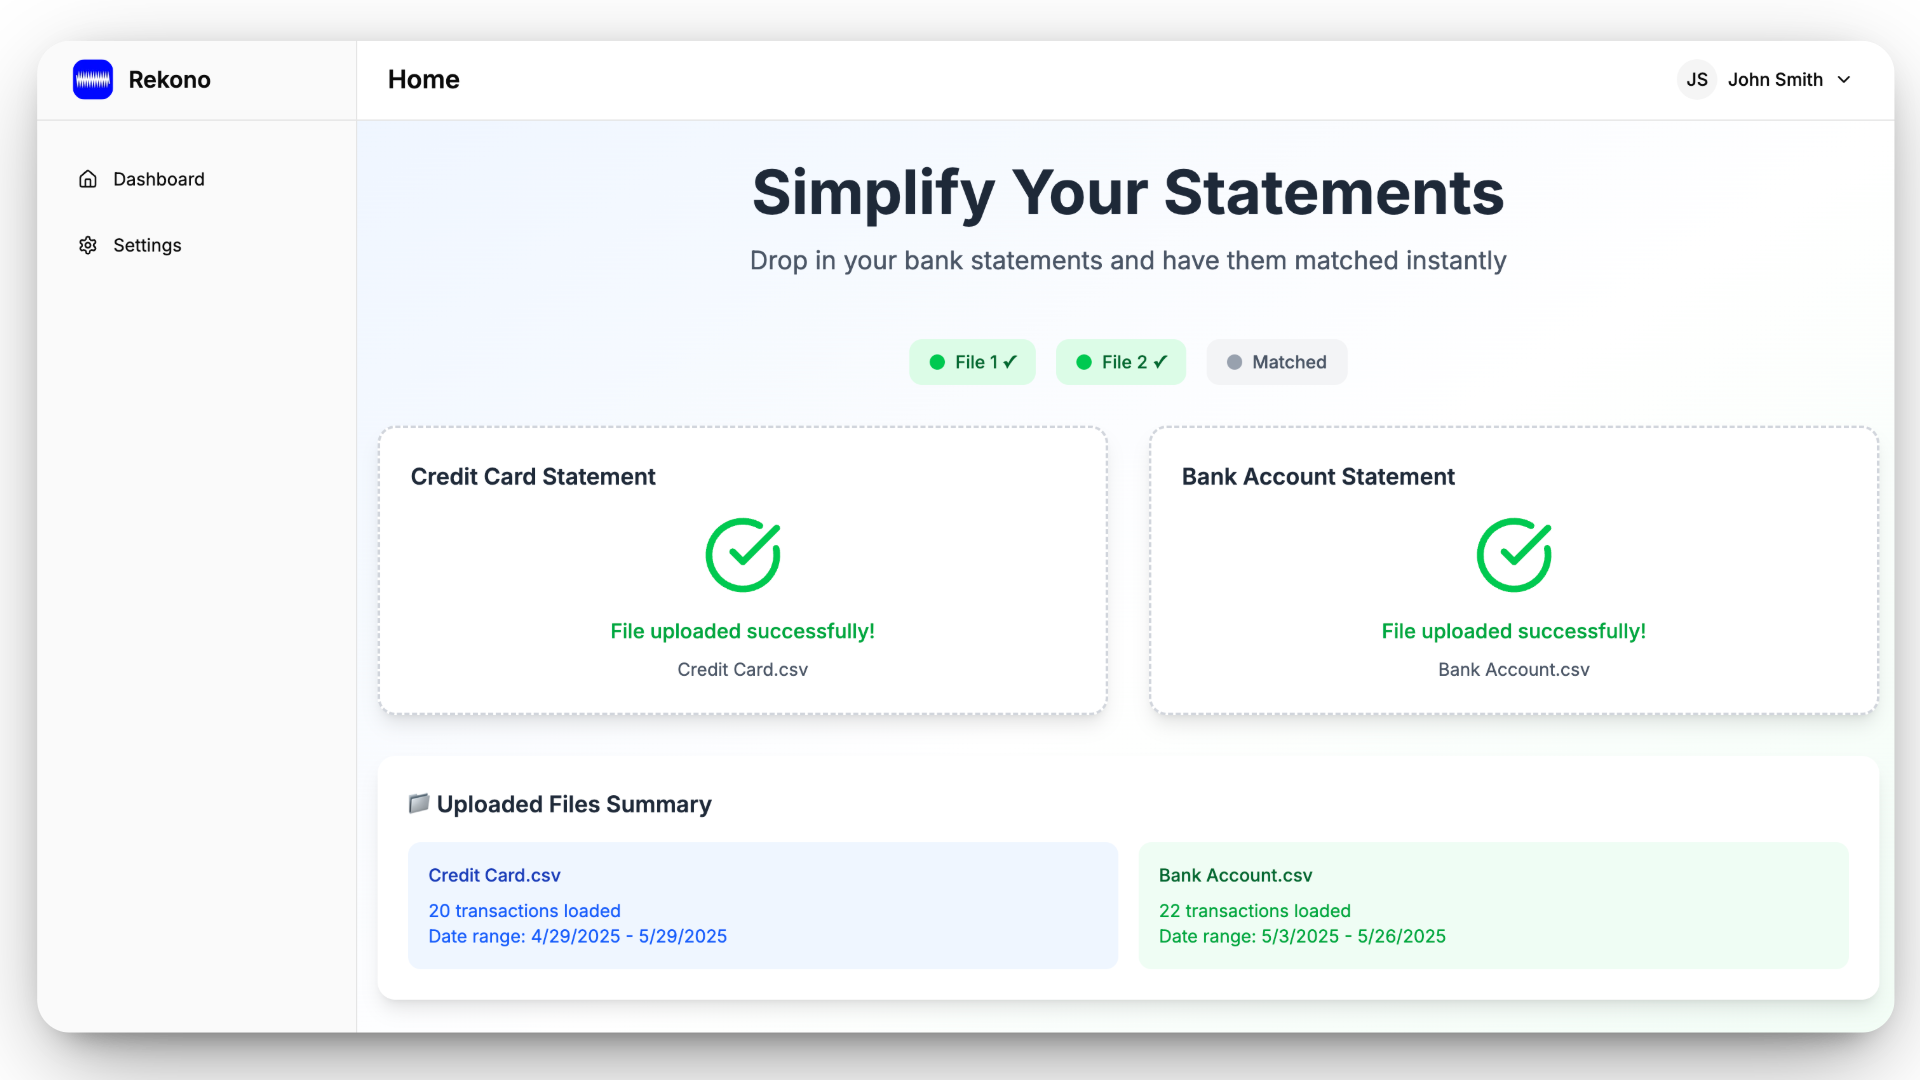 Rekono
Home
JS John Smith
Dashboard
Settings
Simplify Your Statements
Drop in your bank statements and have them matched instantly
File 1 ✓
File 2 ✓
Matched
Credit Card Statement
File uploaded successfully!
Credit Card.csv
Bank Account Statement
File uploaded successfully!
Bank Account.csv
Uploaded Files Summary
Credit Card.csv
20 transactions loaded
Date range: 4/29/2025 - 5/29/2025
Bank Account.csv
22 transactions loaded
Date range: 5/3/2025 - 5/26/2025